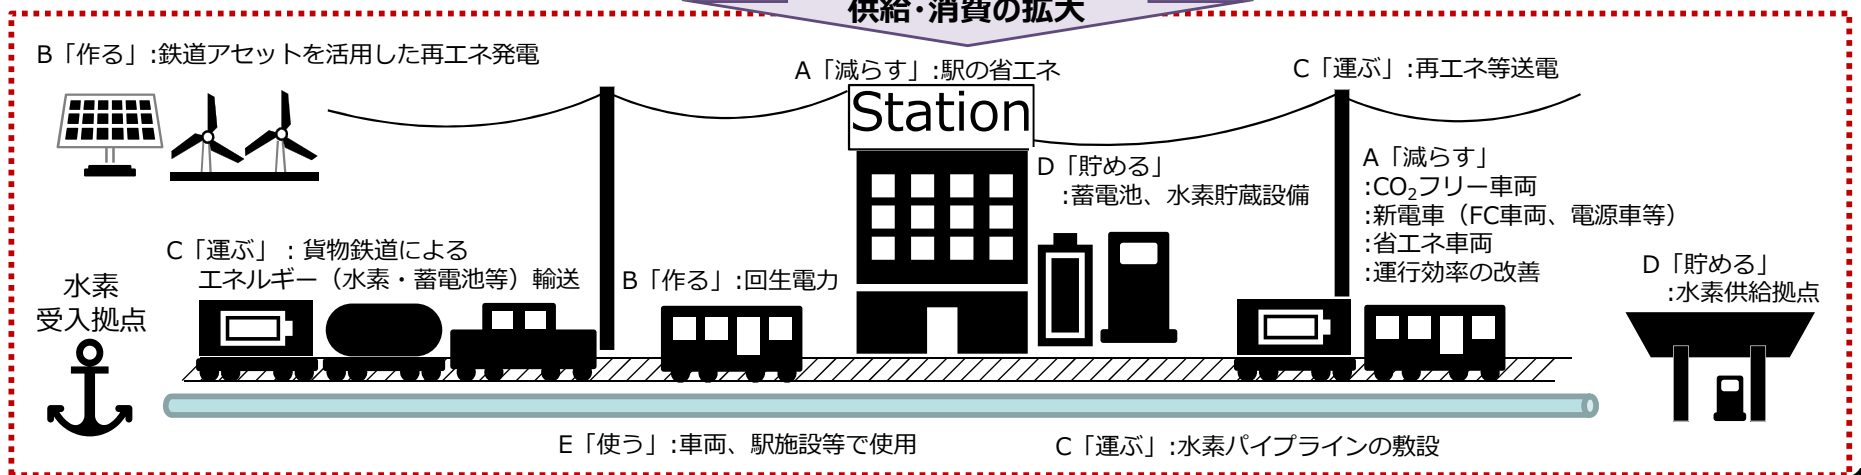 供給･消費の拡大
B「作る」:鉄道アセットを活用した再エネ発電
A「減らす」:駅の省エネ
C「運ぶ」:再エネ等送電
Station
D「貯める」
:蓄電池、水素貯蔵設備
A「減らす」
:CO₂フリー車両
:新電車（FC車両、電源車等）
:省エネ車両
:運行効率の改善
C「運ぶ」：貨物鉄道による
エネルギー（水素・蓄電池等）輸送
B「作る」:回生電力
D「貯める」
:水素供給拠点
水素
受入拠点
E「使う」:車両、駅施設等で使用
C「運ぶ」:水素パイプラインの敷設